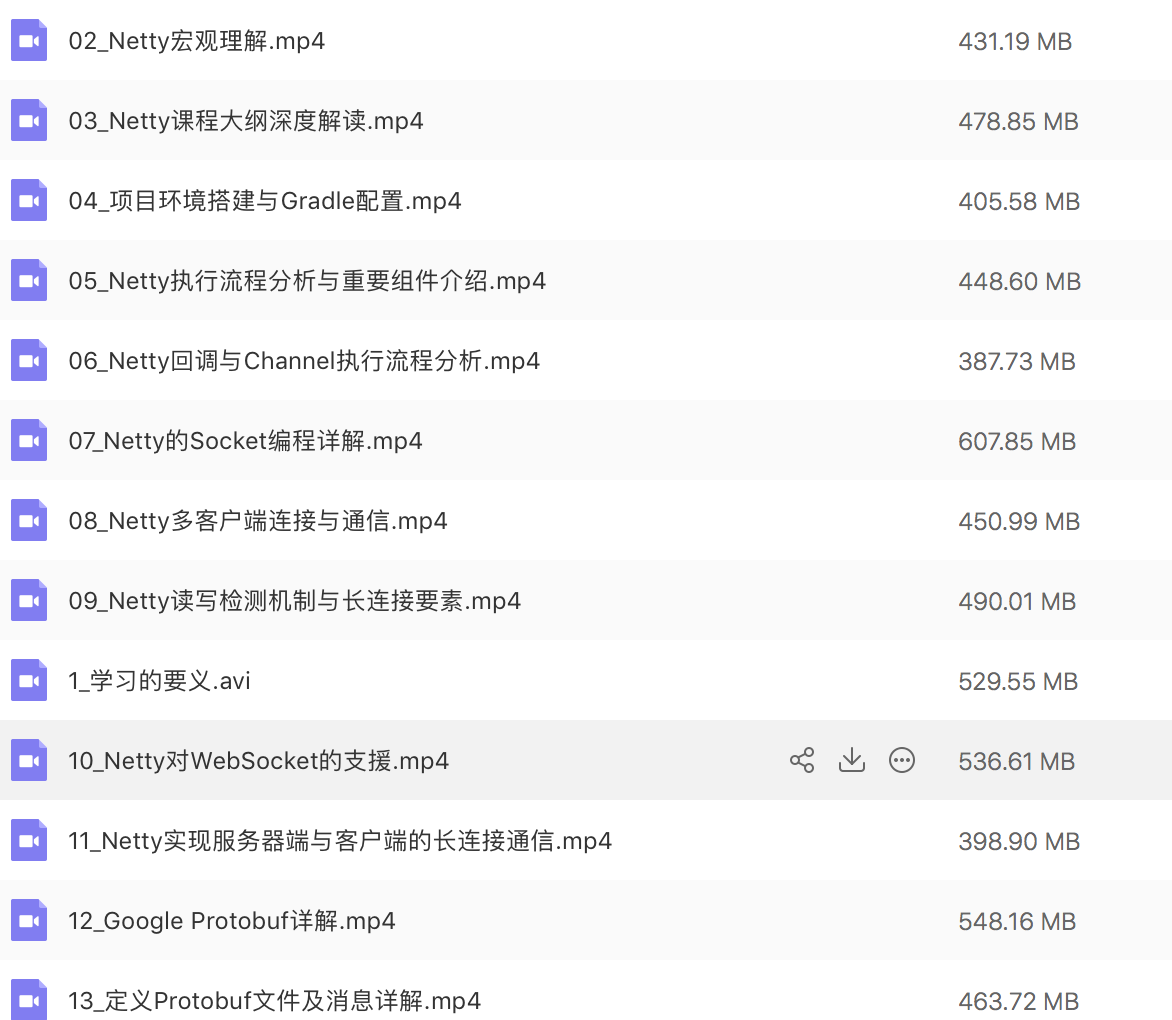 02_Netty宏观理解.mp4 431.19 MB
03_Netty课程大纲深度解读.mp4 478.85 MB
04_项目环境搭建与Gradle配置.mp4 405.58 MB
05_Netty执行流程分析与重要组件介绍.mp4 448.60 MB
06_Netty回调与Channel执行流程分析.mp4 387.73 MB
07_Netty的Socket编程详解.mp4 607.85 MB
08_Netty多客户端连接与通信.mp4 450.99 MB
09_Netty读写检测机制与长连接要素.mp4 490.01 MB
1_学习的要义.avi 529.55 MB
10_Netty对WebSocket的支援.mp4 536.61 MB
11_Netty实现服务器端与客户端的长连接通信.mp4 398.90 MB
12_Google Protobuf详解.mp4 548.16 MB
13_定义Protobuf文件及消息详解.mp4 463.72 MB